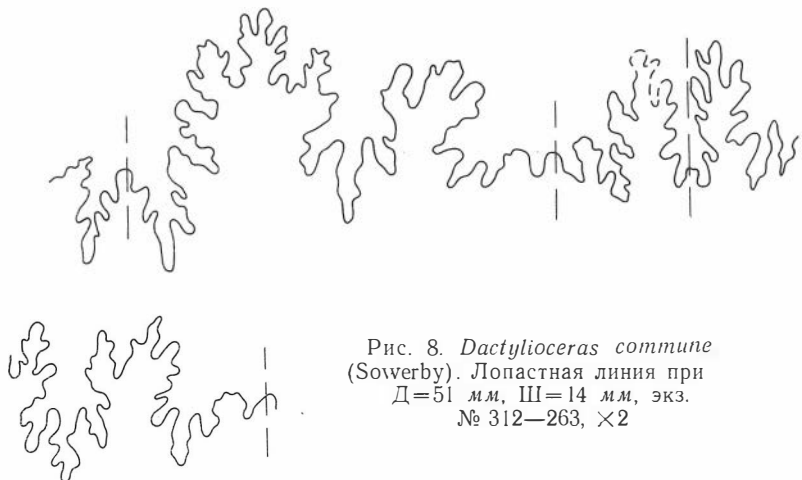 Рис. 8. Dactylioceras commune
(Sowerby). Лопастная линия при
Д=51 мм, Ш=14 мм, экз.
№ 312—263, ×2